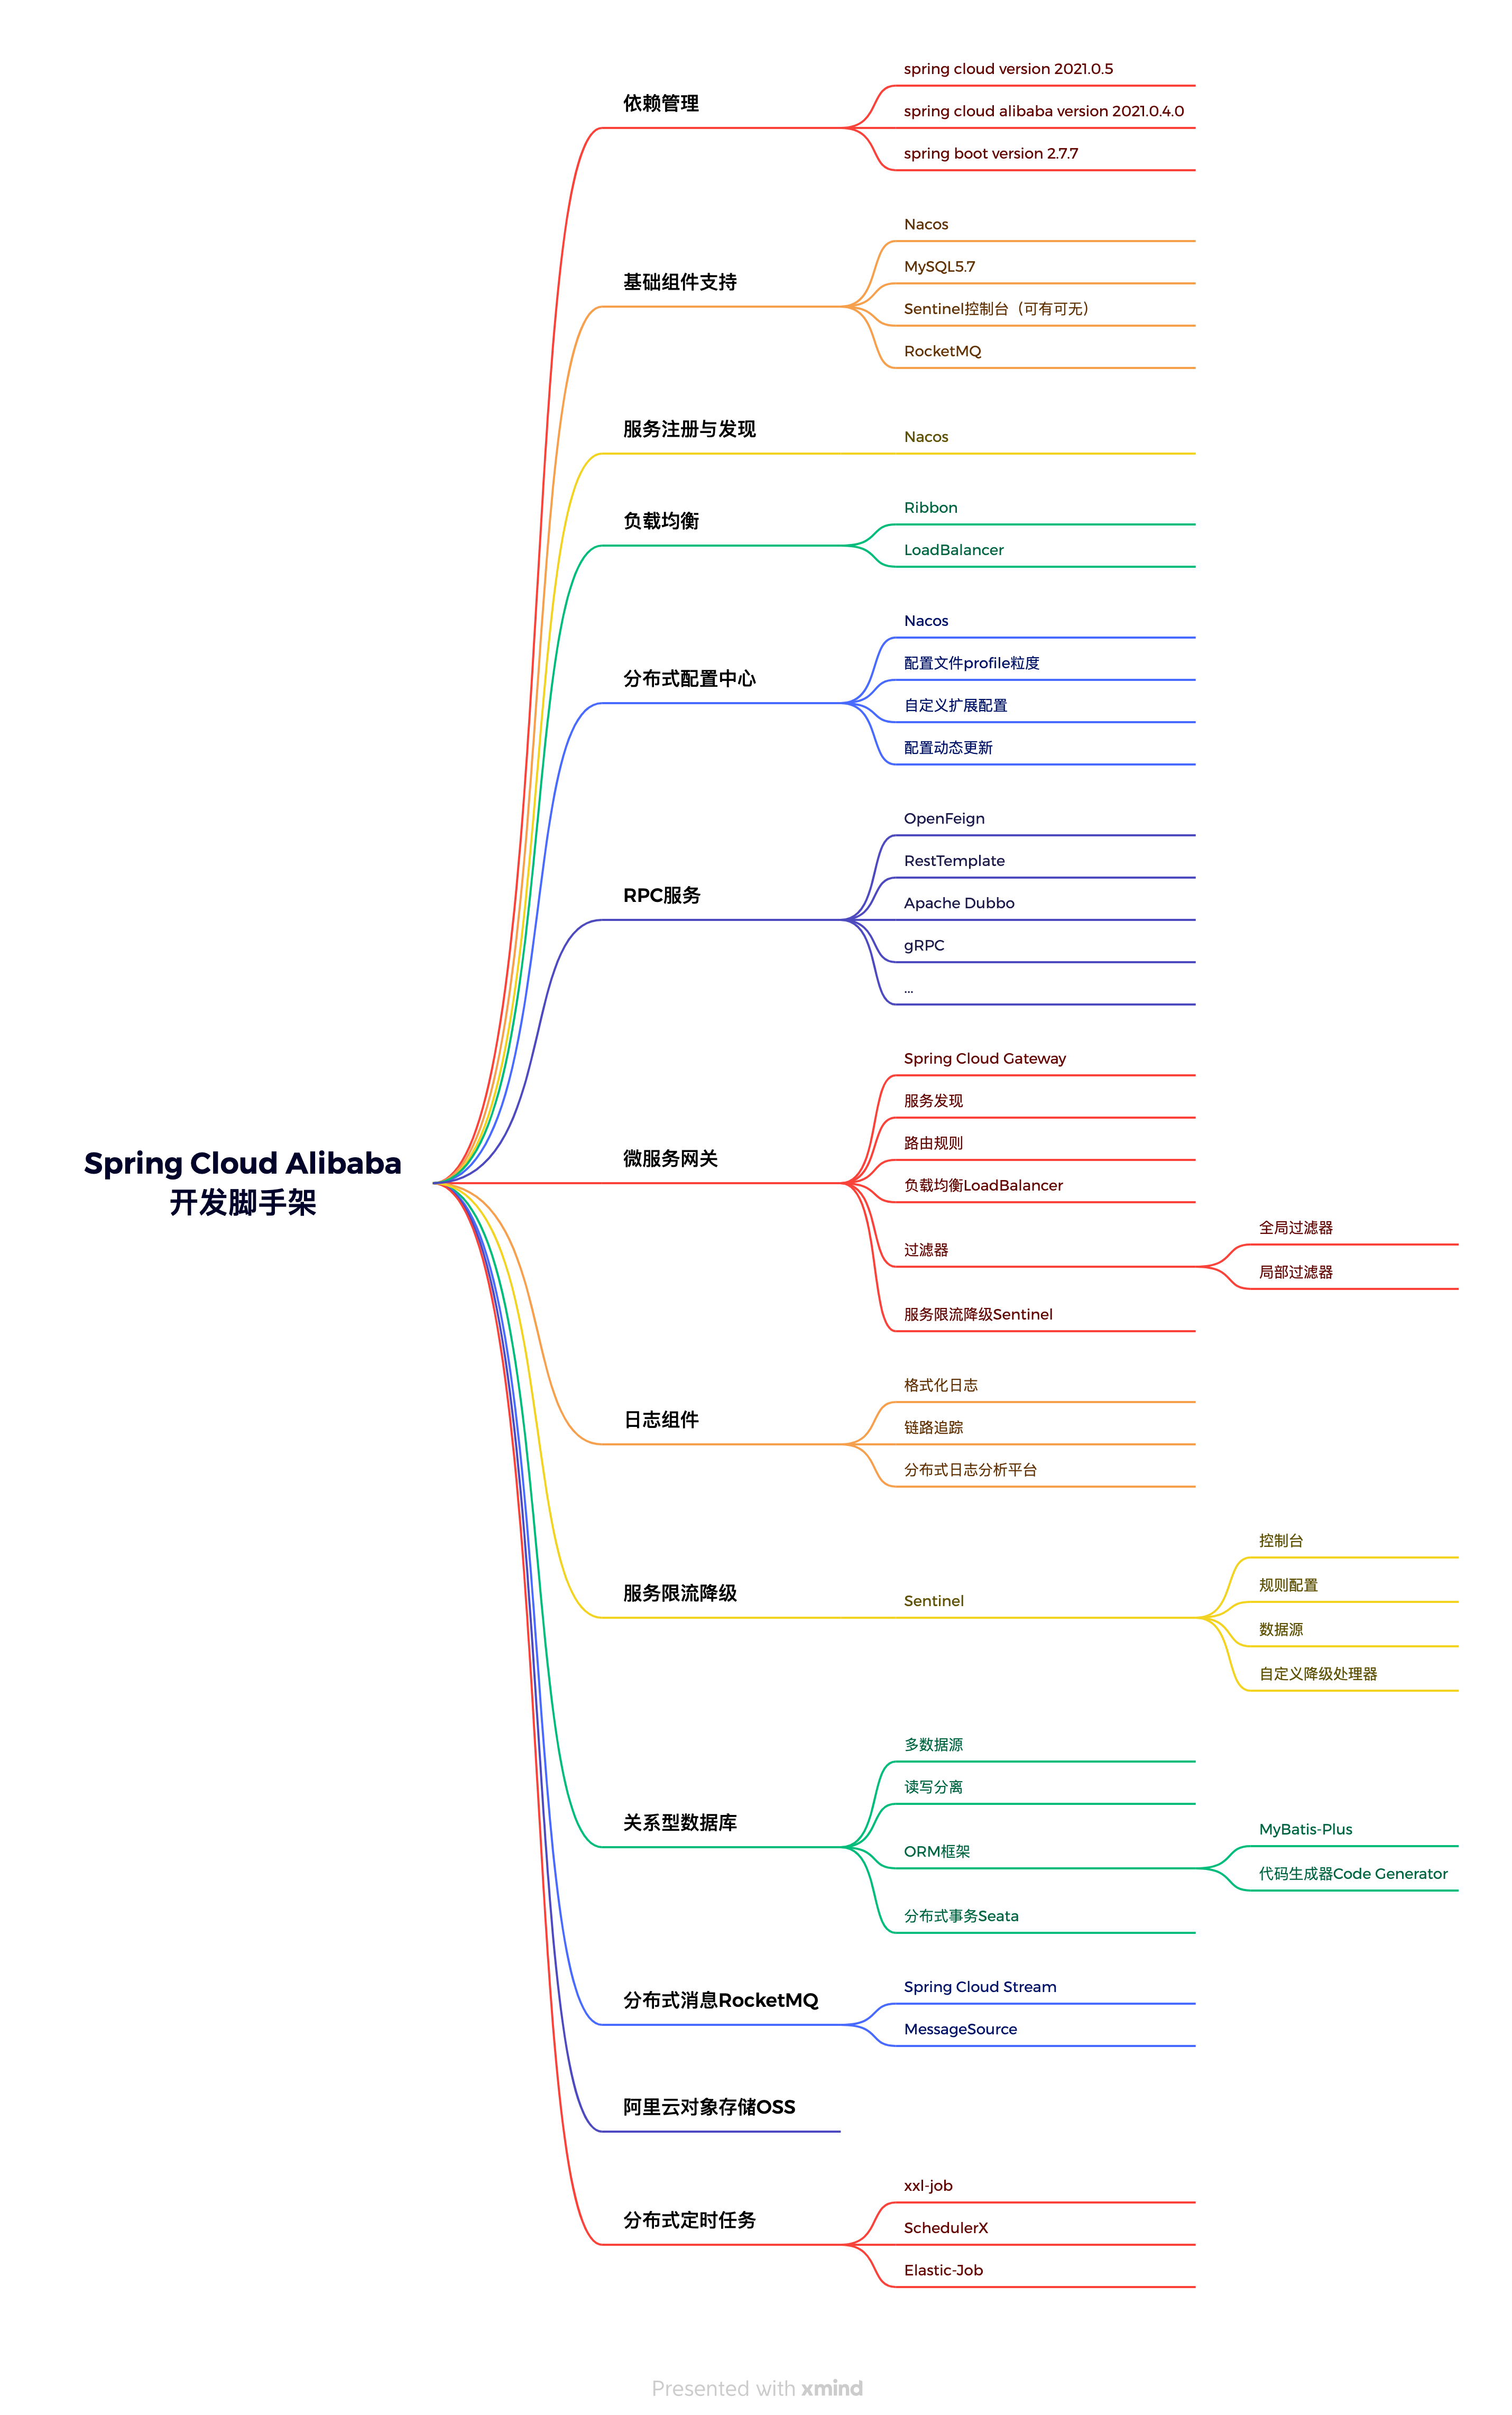 Spring Cloud Alibaba
开发脚手架
依赖管理
spring cloud version 2021.0.5
spring cloud alibaba version 2021.0.4.0
spring boot version 2.7.7
基础组件支持
Nacos
MySQL5.7
Sentinel控制台（可有可无）
RocketMQ
服务注册与发现
Nacos
负载均衡
Ribbon
LoadBalancer
分布式配置中心
Nacos
配置文件profile粒度
自定义扩展配置
配置动态更新
RPC服务
OpenFeign
RestTemplate
Apache Dubbo
gRPC
...
微服务网关
Spring Cloud Gateway
服务发现
路由规则
负载均衡LoadBalancer
过滤器
全局过滤器
局部过滤器
服务限流降级Sentinel
日志组件
格式化日志
链路追踪
分布式日志分析平台
服务限流降级
Sentinel
控制台
规则配置
数据源
自定义降级处理器
关系型数据库
多数据源
读写分离
ORM框架
MyBatis-Plus
代码生成器Code Generator
分布式事务Seata
分布式消息RocketMQ
Spring Cloud Stream
MessageSource
阿里云对象存储OSS
分布式定时任务
xxl-job
SchedulerX
Elastic-Job
Presented with xmind